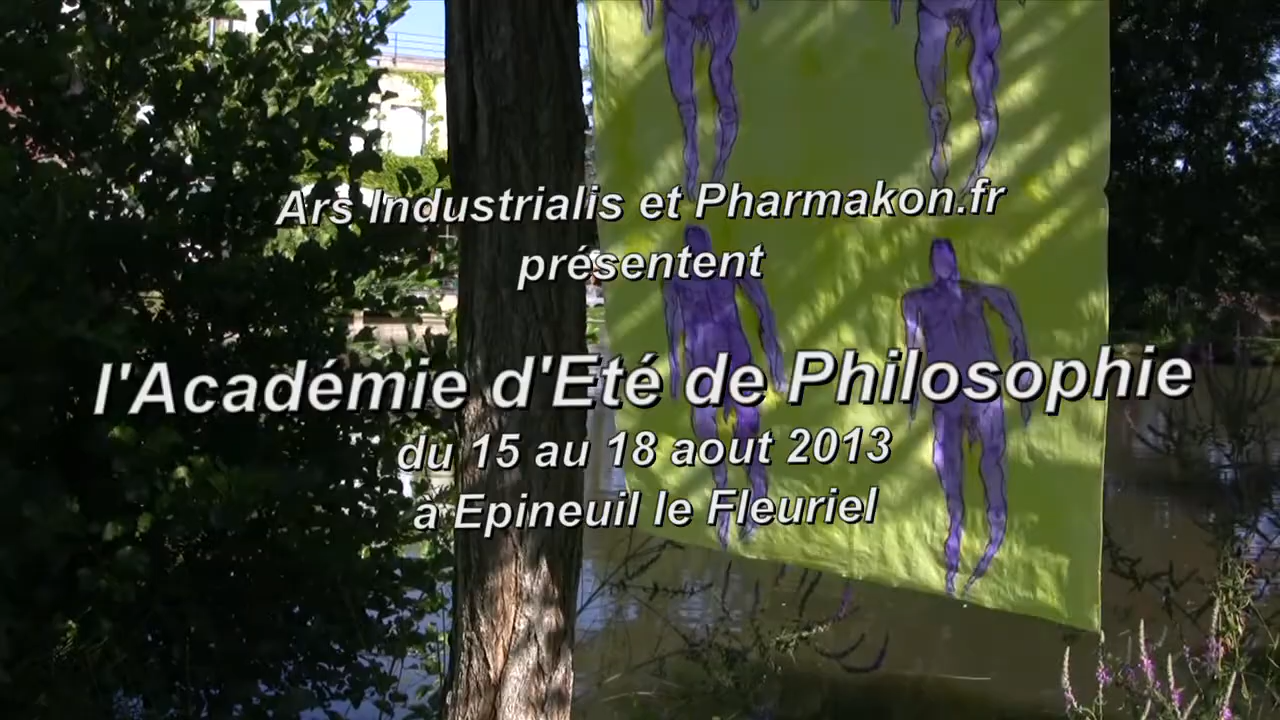 Ars Industrialis et Pharmakon.fr
présentent
l'Académie d'Eté de Philosophie
du 15 au 18 aout 2013
a Epineuil le Fleuriel